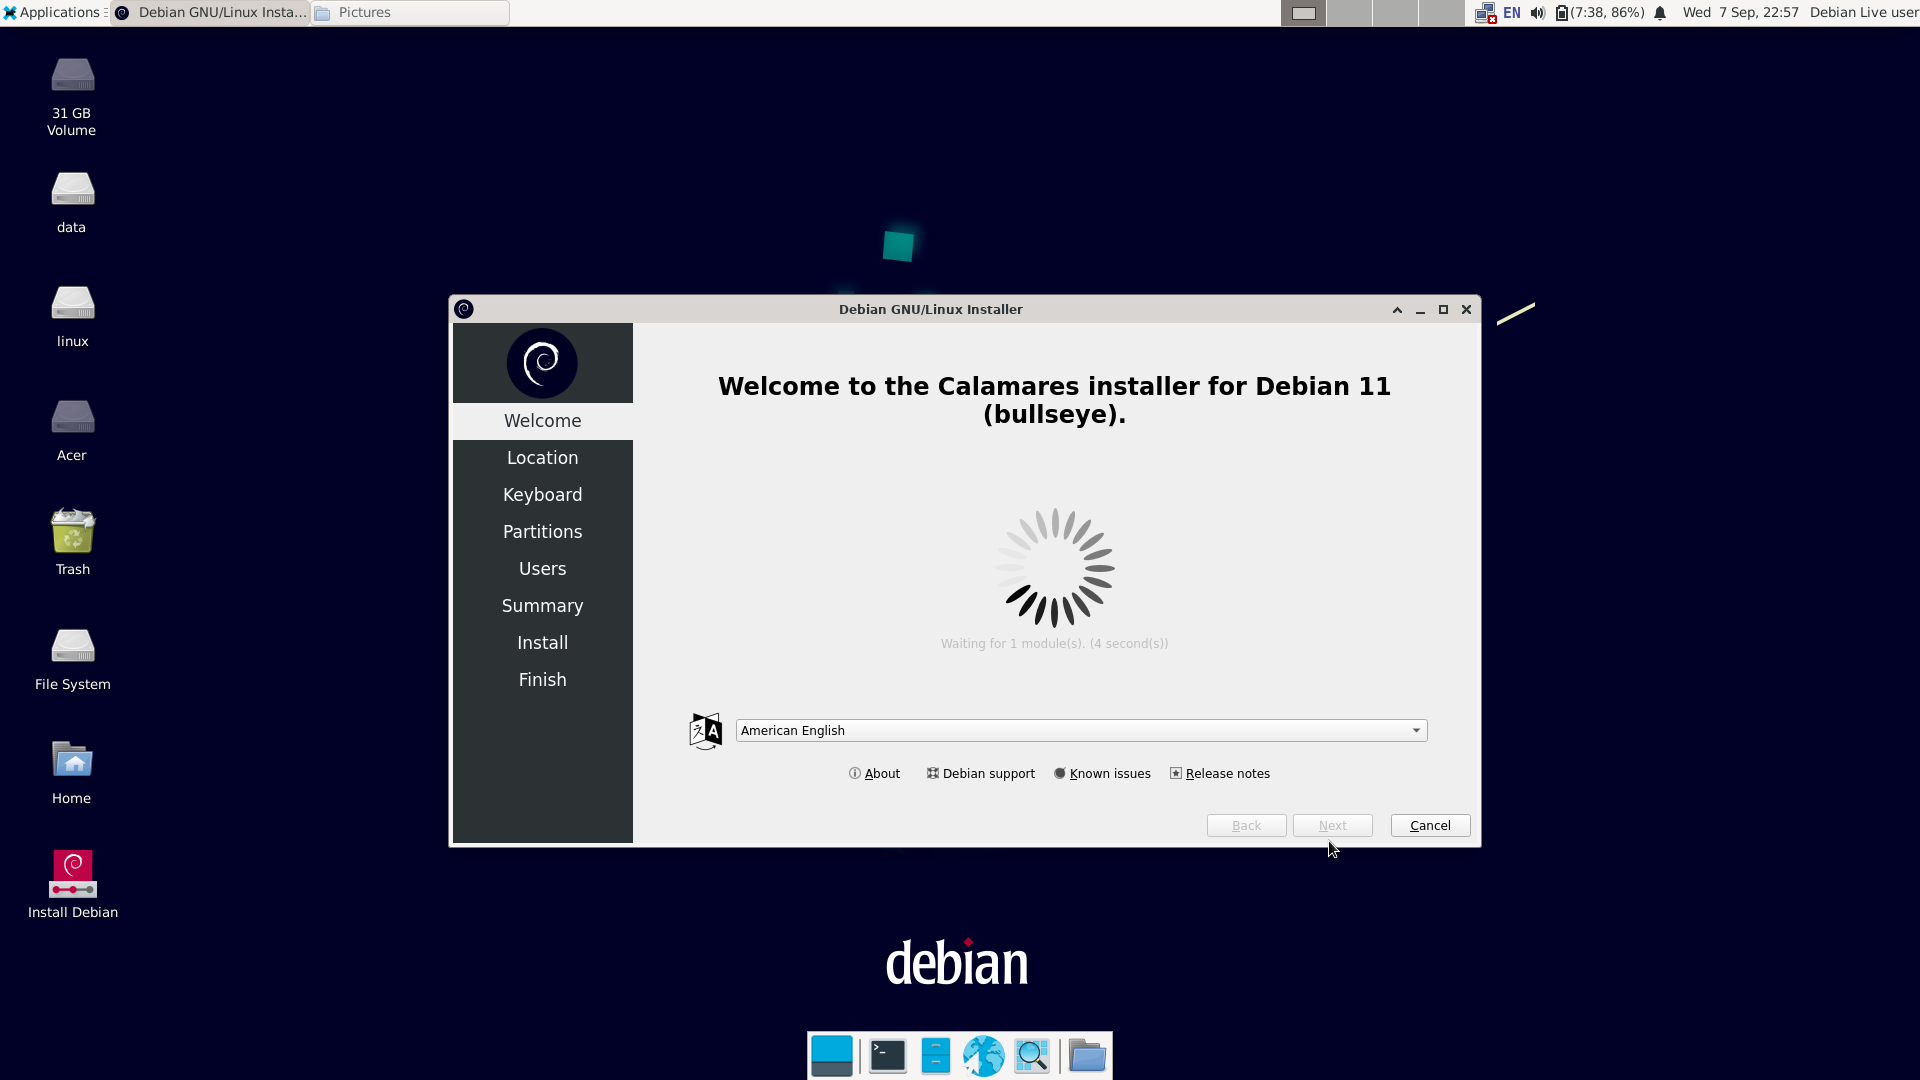 Applications
Debian GNU/Linux Insta...
Pictures
EN
(7:38, 86%)
Wed 7 Sep, 22:57
Debian Live user
31 GB
Volume
data
linux
Acer
Trash
File System
Home
Install Debian
Debian GNU/Linux Installer
Welcome
Location
Keyboard
Partitions
Users
Summary
Install
Finish
Welcome to the Calamares installer for Debian 11
(bullseye).
Waiting for 1 module(s). (4 second(s))
American English
About
Debian support
Known issues
Release notes
Back
Next
Cancel
debian